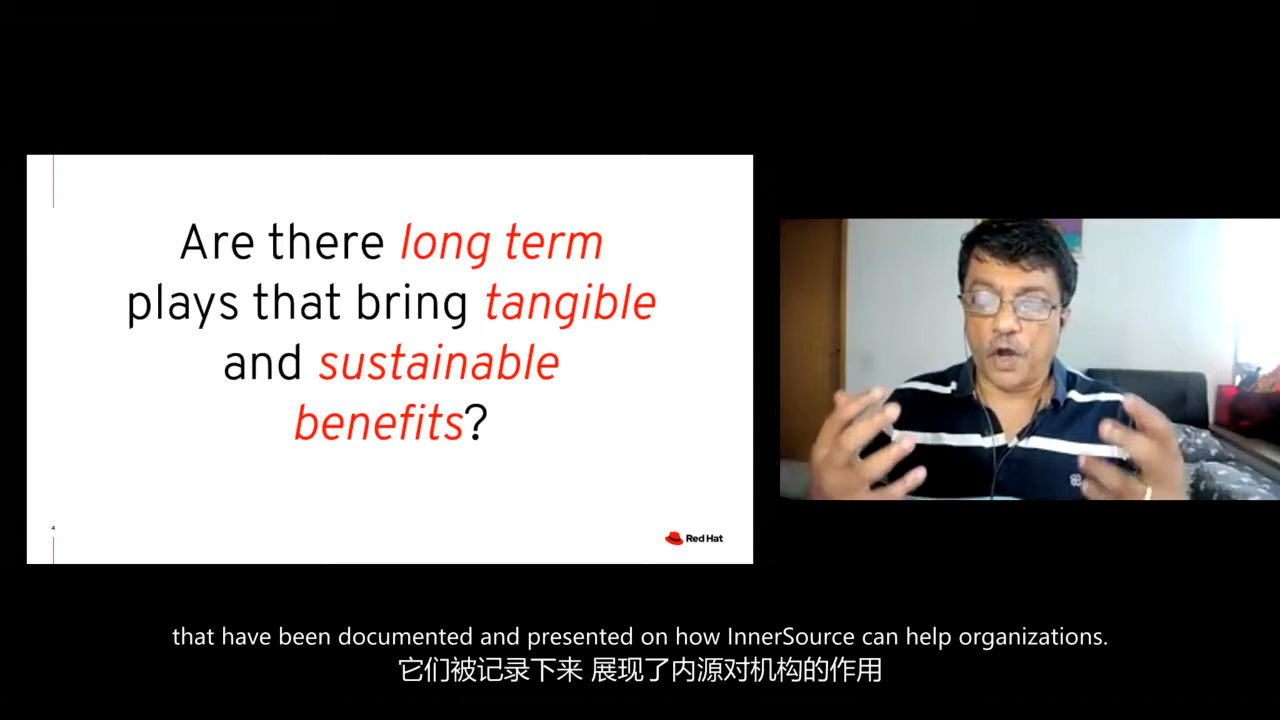 Are there long term
plays that bring tangible
and sustainable
benefits?
4
Red Hat
that have been documented and presented on how InnerSource can help organizations.
它们被记录下来 展现了内源对机构的作用